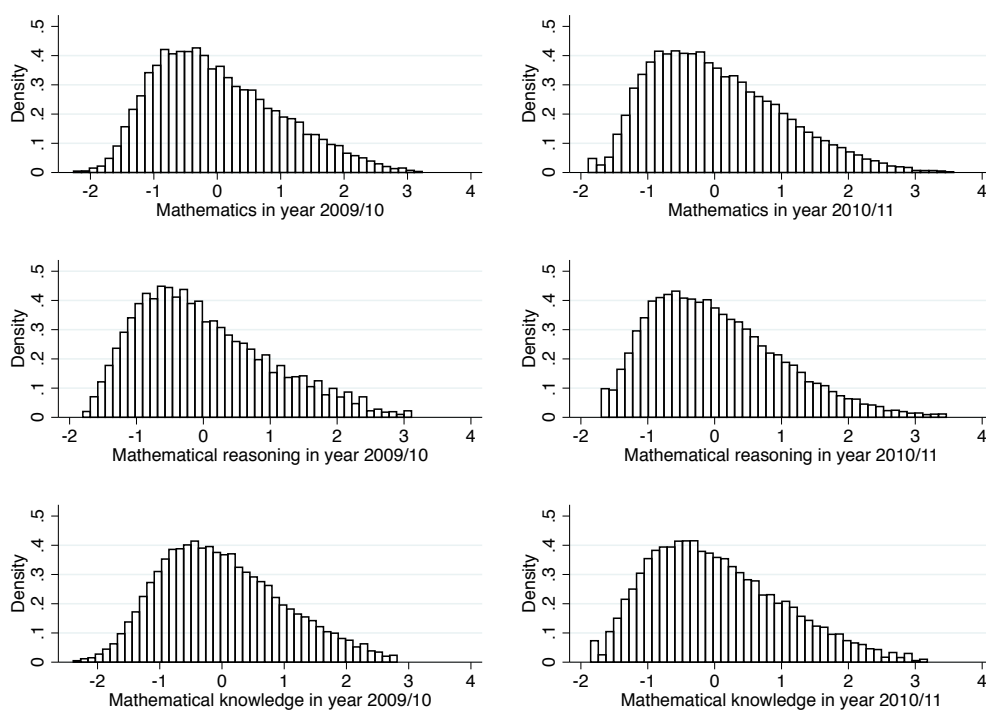 Density
0 .1 .2 .3 .4 .5
-2 -1 0 1 2 3 4
Mathematics in year 2009/10
Density
0 .1 .2 .3 .4 .5
-2 -1 0 1 2 3 4
Mathematics in year 2010/11
Density
0 .1 .2 .3 .4 .5
-2 -1 0 1 2 3 4
Mathematical reasoning in year 2009/10
Density
0 .1 .2 .3 .4 .5
-2 -1 0 1 2 3 4
Mathematical reasoning in year 2010/11
Density
0 .1 .2 .3 .4 .5
-2 -1 0 1 2 3 4
Mathematical knowledge in year 2009/10
Density
0 .1 .2 .3 .4 .5
-2 -1 0 1 2 3 4
Mathematical knowledge in year 2010/11